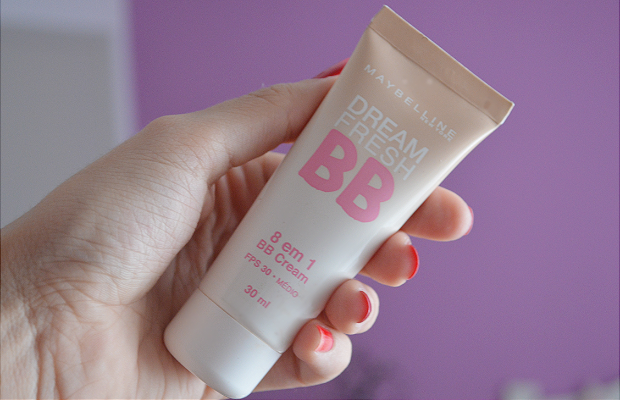 MAYBELLINE
DREAM
FRESH
BB
8 em 1
BB Cream
FPS 30 - MÉDIO
30 ml